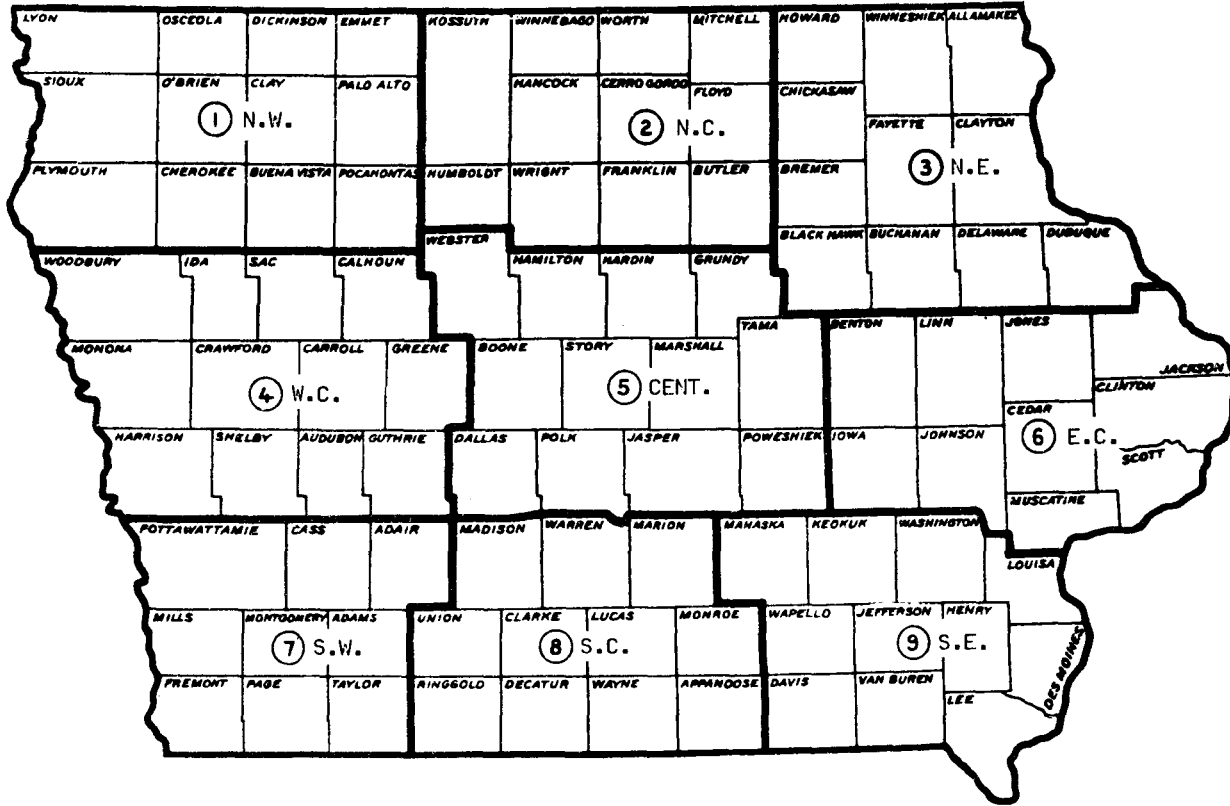 LYON OSCEOLA DICKINSON EMMET KOSSUTH WINNEBAGO WORTH MITCHELL HOWARD WINNESHIEK ALLAMAKEE
SIOUX O'BRIEN CLAY PALO ALTO HANCOCK CERRO GORDO FLOYD CHICKASAW
1 N.W. 2 N.C. FAYETTE CLAYTON
3 N.E.
PLYMOUTH CHEROKEE BUENA VISTA POCAHONTAS HUMBOLDT WRIGHT FRANKLIN BUTLER BREMER
WEBSTER BLACK HAWK BUCHANAN DELAWARE DUBUQUE
WOODBURY IDA SAC CALHOUN HAMILTON HARDIN GRUNDY
TAMA BENTON LINN JONES
MONONA CRAWFORD CARROLL GREENE BOONE STORY MARSHALL JACKSON
4 W.C. 5 CENT. CLINTON
CEDAR
HARRISON SHELBY AUDUBON GUTHRIE DALLAS POLK JASPER POWESHIEK IOWA JOHNSON 6 E.C.
SCOTT
MUSCATINE
POTTAWATTAMIE CASS ADAIR MADISON WARREN MARION MAHASKA KEOKUK WASHINGTON
LOUISA
MILLS MONTGOMERY ADAMS UNION CLARKE LUCAS MONROE WAPELLO JEFFERSON HENRY
7 S.W. 8 S.C. 9 S.E.
DES MOINES
FREMONT PAGE TAYLOR RINGGOLD DECATUR WAYNE APPANOOSE DAVIS VAN BUREN
LEE